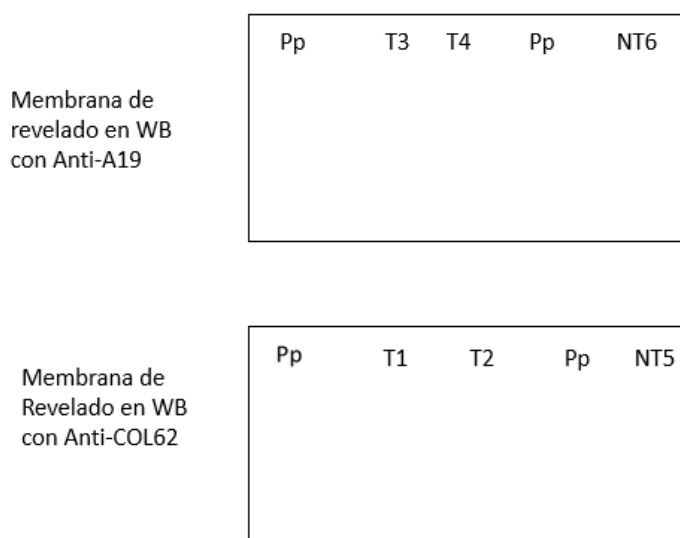 Pp T3 T4 Pp NT6
Membrana de
revelado en WB
con Anti-A19
Pp T1 T2 Pp NT5
Membrana de
Revelado en WB
con Anti-COL62